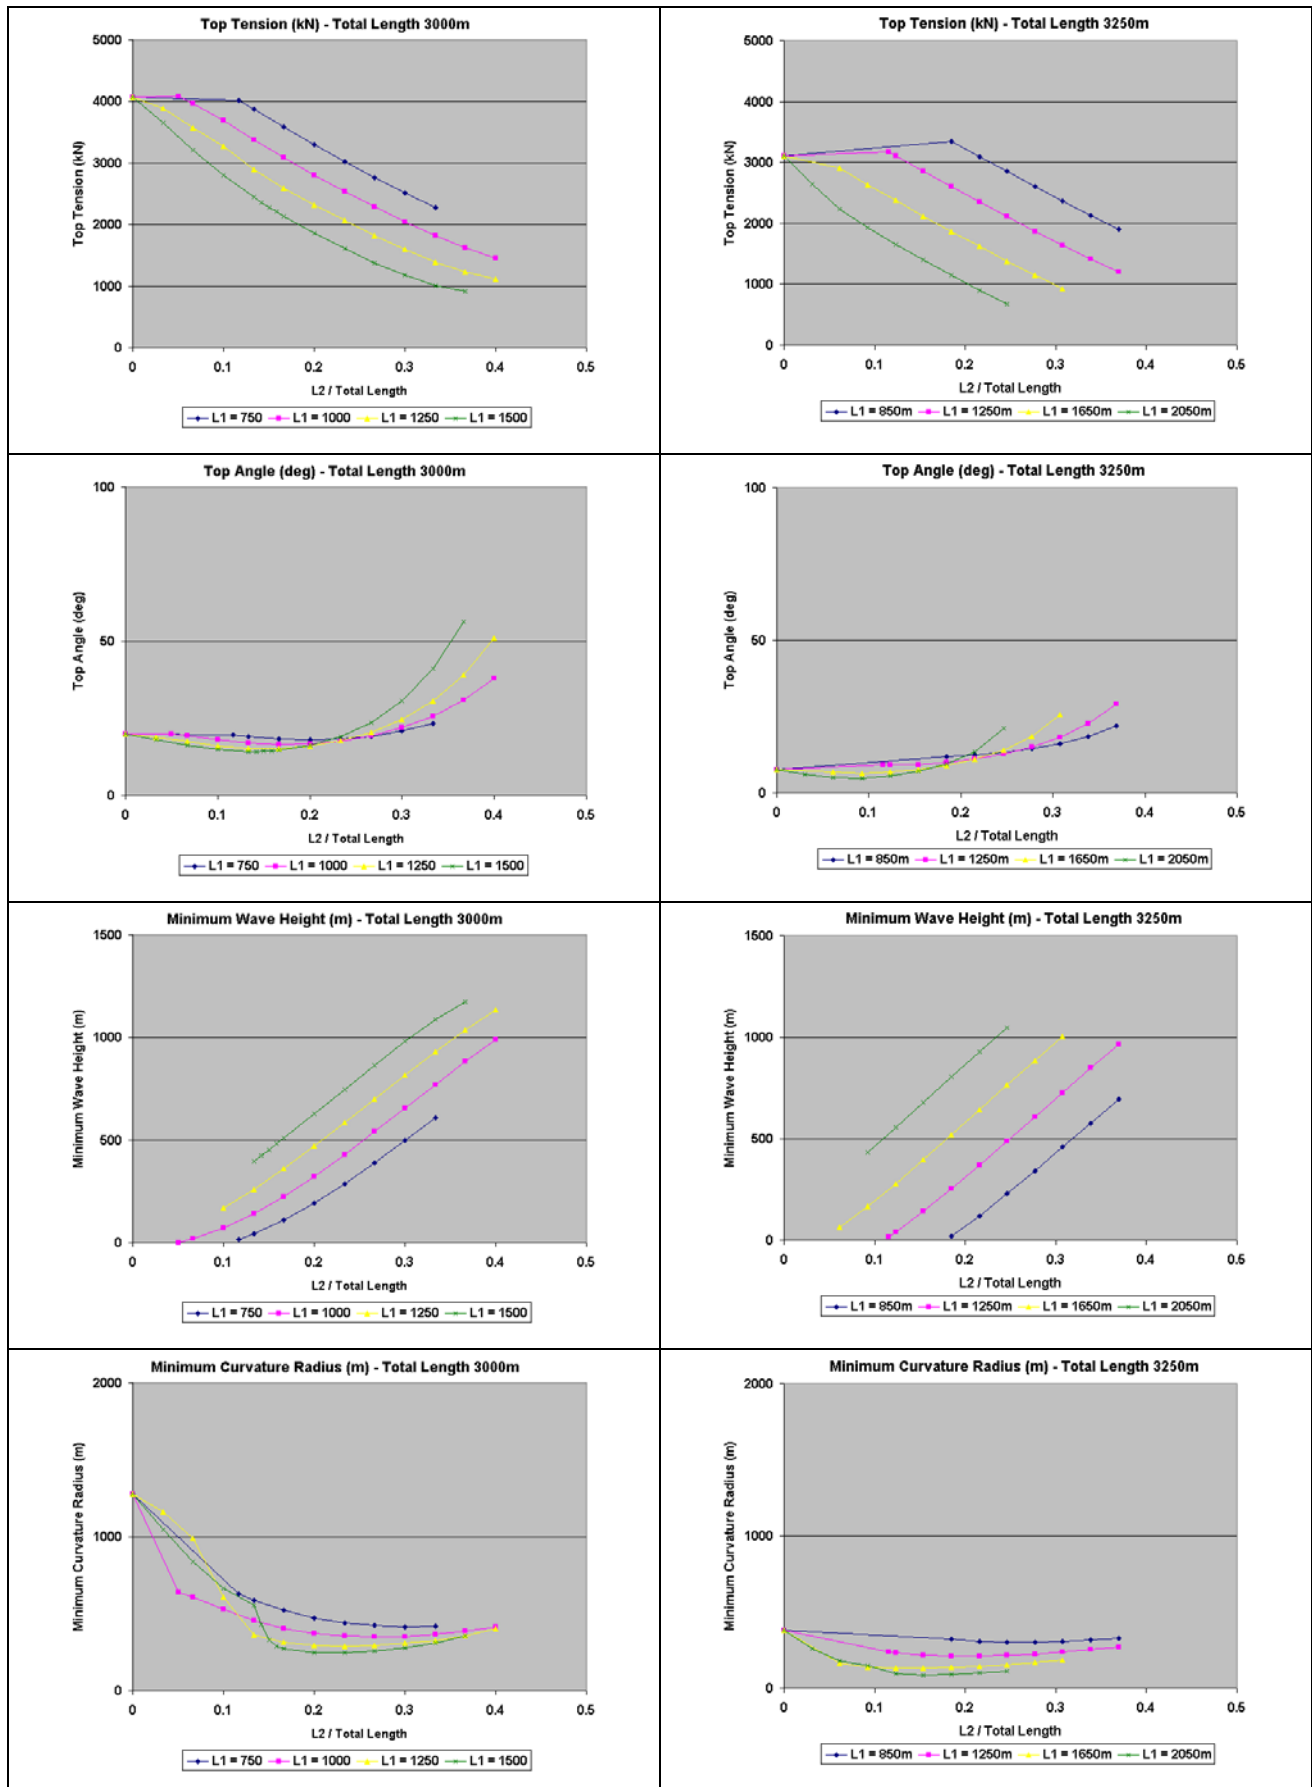 Top Tension (kN) - Total Length 3000m
5000
4000
3000
2000
1000
0
Top Tension (kN)
0 0.1 0.2 0.3 0.4 0.5
L2 / Total Length
L1 = 750 L1 = 1000 L1 = 1250 L1 = 1500
Top Tension (kN) - Total Length 3250m
5000
4000
3000
2000
1000
0
Top Tension (kN)
0 0.1 0.2 0.3 0.4 0.5
L2 / Total Length
L1 = 850m L1 = 1250m L1 = 1650m L1 = 2050m
Top Angle (deg) - Total Length 3000m
100
50
0
Top Angle (deg)
0 0.1 0.2 0.3 0.4 0.5
L2 / Total Length
L1 = 750 L1 = 1000 L1 = 1250 L1 = 1500
Top Angle (deg) - Total Length 3250m
100
50
0
Top Angle (deg)
0 0.1 0.2 0.3 0.4 0.5
L2 / Total Length
L1 = 850m L1 = 1250m L1 = 1650m L1 = 2050m
Minimum Wave Height (m) - Total Length 3000m
1500
1000
500
0
Minimum Wave Height (m)
0 0.1 0.2 0.3 0.4 0.5
L2 / Total Length
L1 = 750 L1 = 1000 L1 = 1250 L1 = 1500
Minimum Wave Height (m) - Total Length 3250m
1500
1000
500
0
Minimum Wave Height (m)
0 0.1 0.2 0.3 0.4 0.5
L2 / Total Length
L1 = 850m L1 = 1250m L1 = 1650m L1 = 2050m
Minimum Curvature Radius (m) - Total Length 3000m
2000
1000
0
Minimum Curvature Radius (m)
0 0.1 0.2 0.3 0.4 0.5
L2 / Total Length
L1 = 750 L1 = 1000 L1 = 1250 L1 = 1500
Minimum Curvature Radius (m) - Total Length 3250m
2000
1000
0
Minimum Curvature Radius (m)
0 0.1 0.2 0.3 0.4 0.5
L2 / Total Length
L1 = 850m L1 = 1250m L1 = 1650m L1 = 2050m